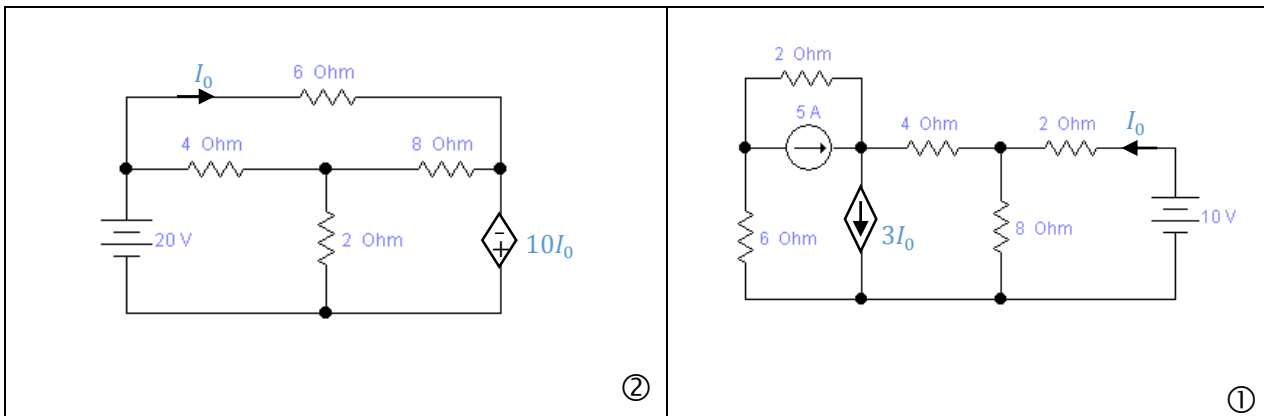 6 Ohm
I₀
4 Ohm
8 Ohm
20 V
2 Ohm
-
+
10I₀
②
2 Ohm
5 A
4 Ohm
2 Ohm
I₀
6 Ohm
3I₀
8 Ohm
10 V
①